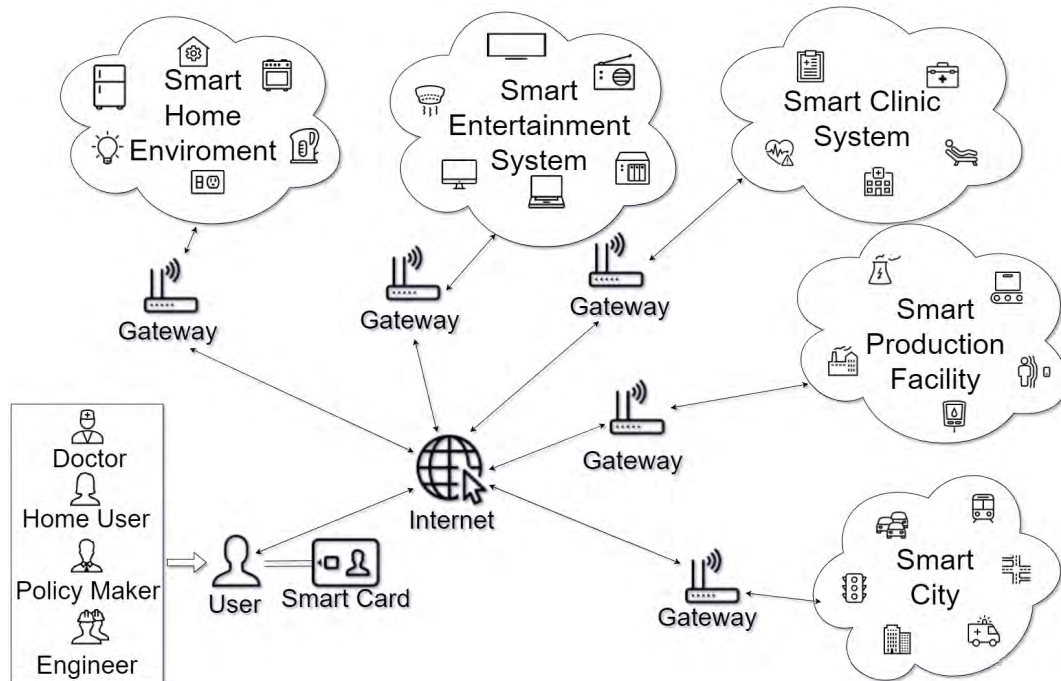 Smart
Home
Enviroment
Smart
Entertainment
System
Smart Clinic
System
Gateway
Gateway
Gateway
Smart
Production
Facility
Gateway
Internet
Doctor
Home User
Policy Maker
Engineer
User
Smart Card
Gateway
Smart
City